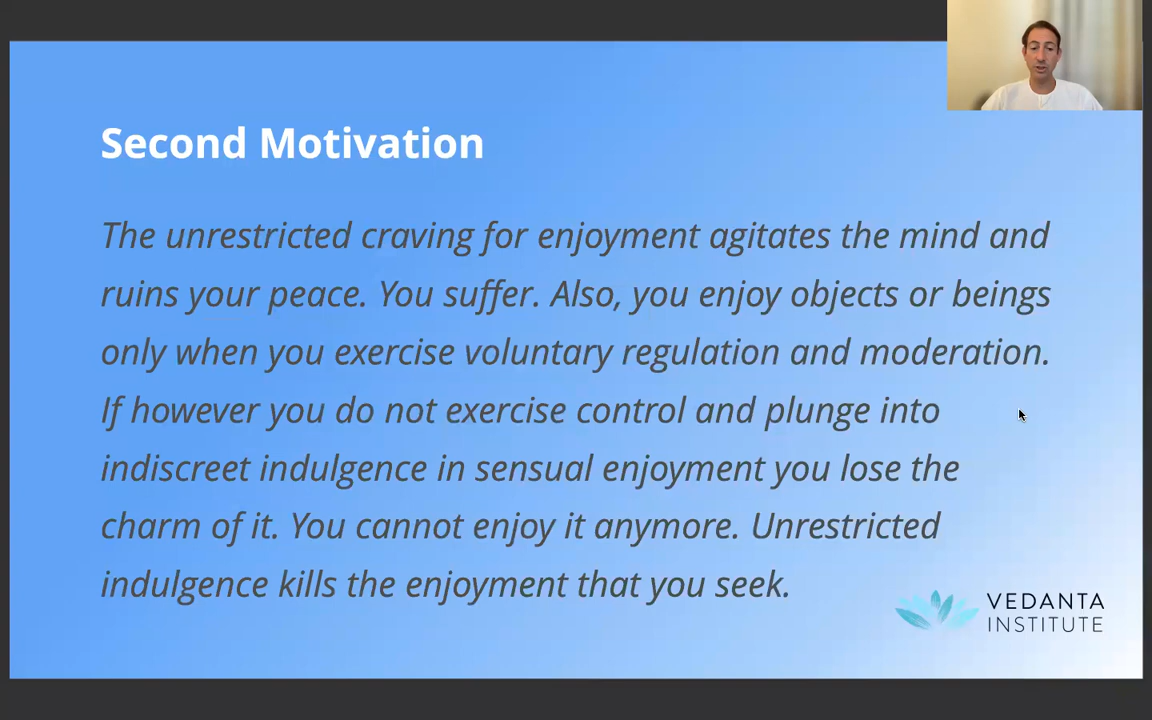 Second Motivation
The unrestricted craving for enjoyment agitates the mind and
ruins your peace. You suffer. Also, you enjoy objects or beings
only when you exercise voluntary regulation and moderation.
If however you do not exercise control and plunge into
indiscreet indulgence in sensual enjoyment you lose the
charm of it. You cannot enjoy it anymore. Unrestricted
indulgence kills the enjoyment that you seek.
VEDANTA
INSTITUTE